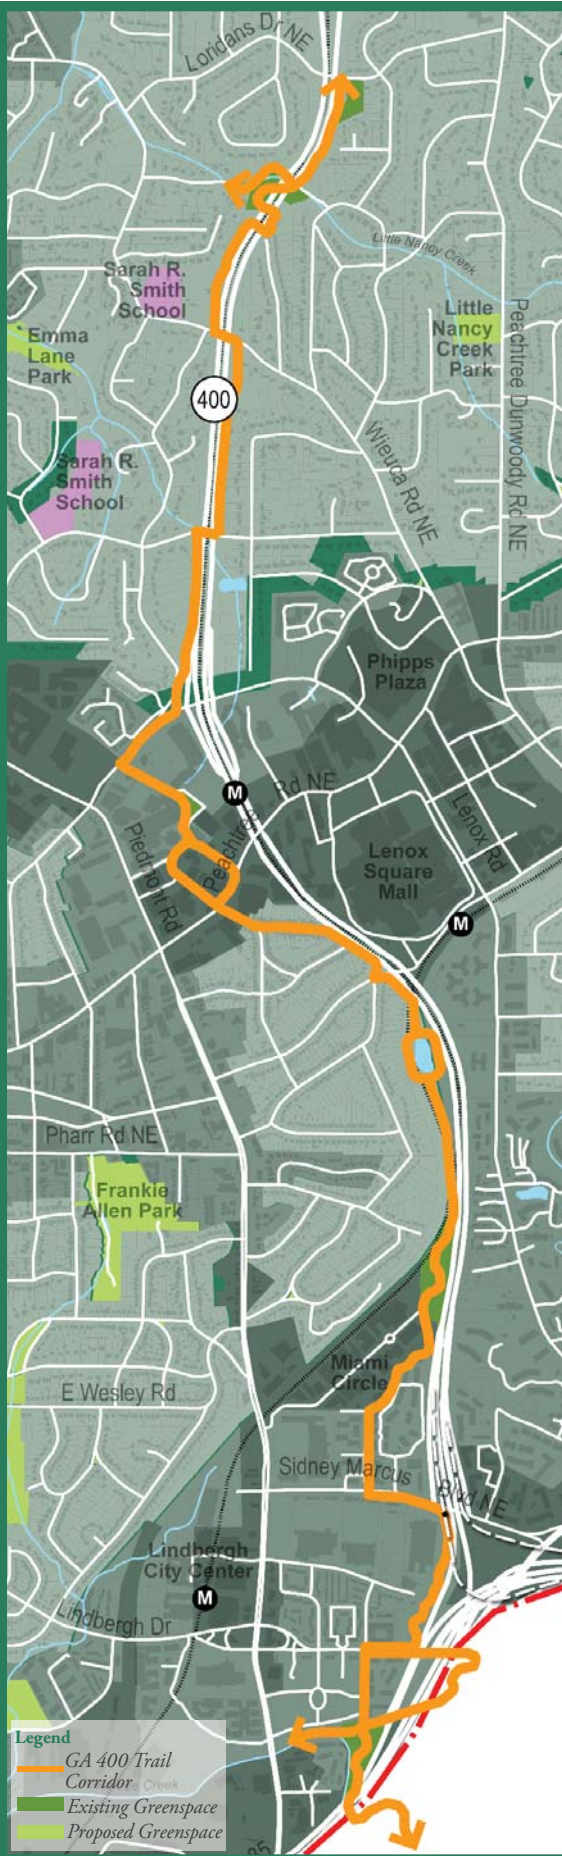 Loridans Dr NE
Little Nancy Creek
Sarah R.
Smith
School
Little
Nancy
Creek
Park
Peachtree Dunwoody Rd NE
Emma
Lane
Park
400
Wieuca Rd NE
Sarah R.
Smith
School
Phipps
Plaza
M
Rd NE
Lenox Rd
Piedmont Rd
Lenox
Square
Mall
M
Pharr Rd NE
Frankie
Allen Park
Miami
Circle
E Wesley Rd
Sidney Marcus
Blvd NE
Lindbergh
City Center
M
Lindbergh Dr
Legend
GA 400 Trail
Corridor
Creek
Existing Greenspace
Proposed Greenspace
85